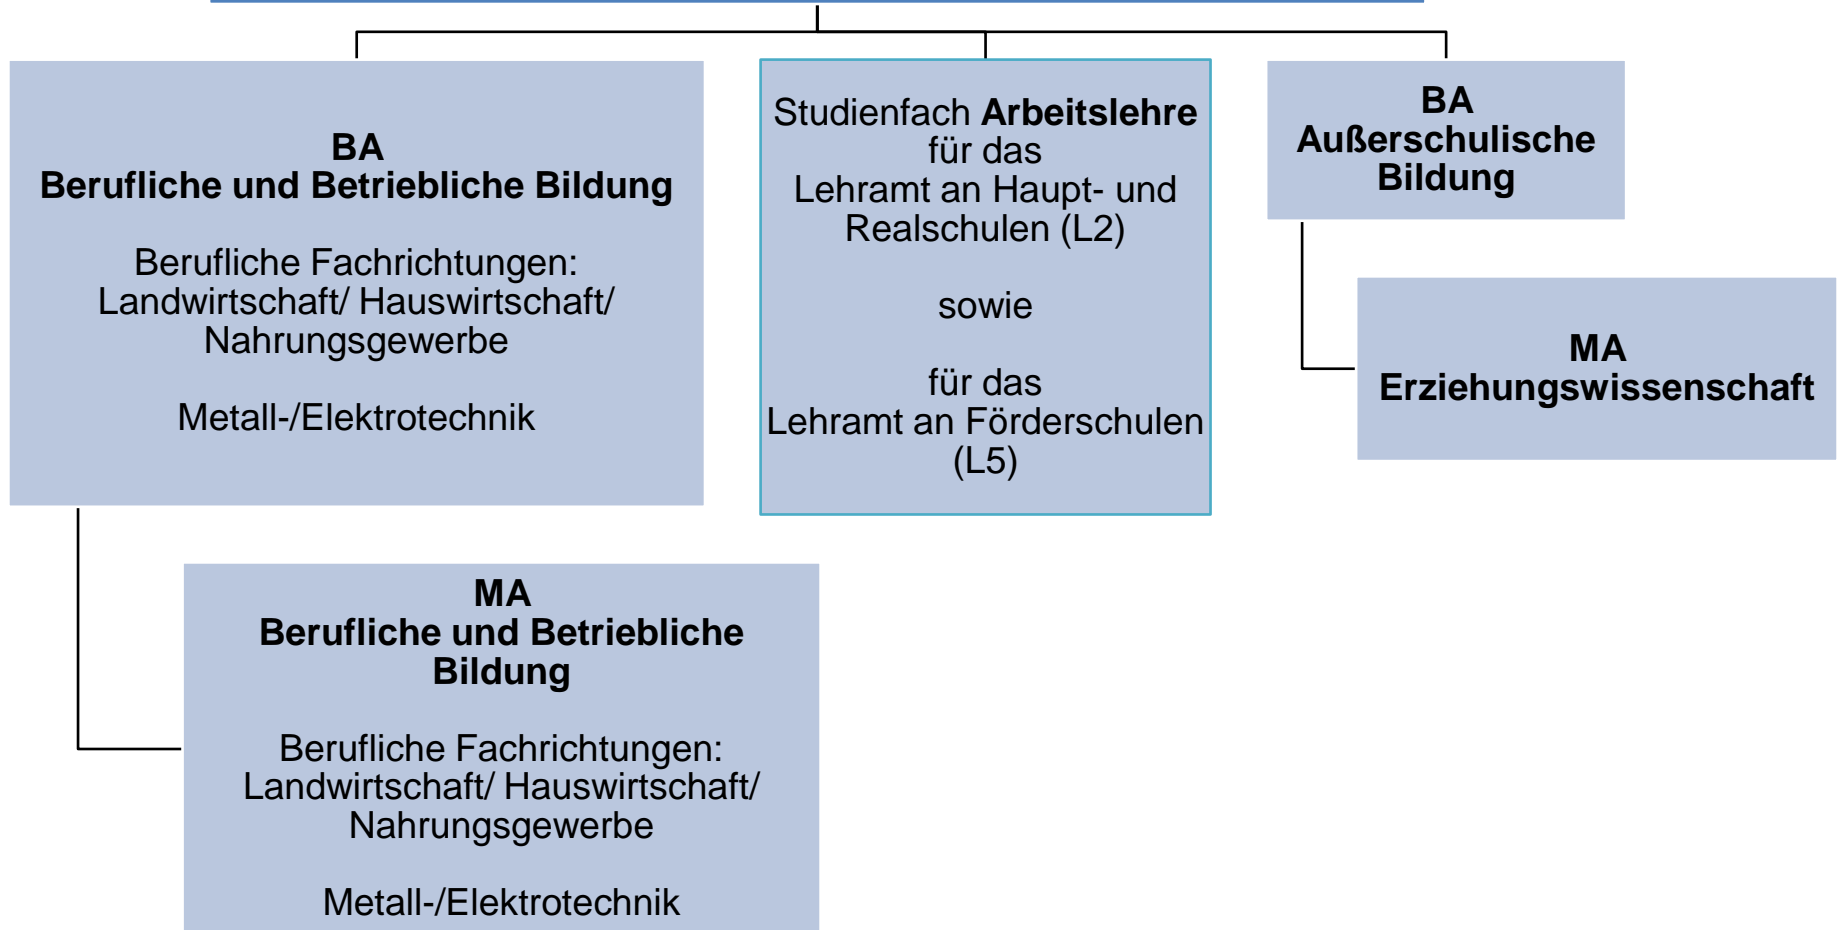 BA
Berufliche und Betriebliche Bildung
Berufliche Fachrichtungen:
Landwirtschaft/ Hauswirtschaft/
Nahrungsgewerbe
Metall-/Elektrotechnik
MA
Berufliche und Betriebliche
Bildung
Berufliche Fachrichtungen:
Landwirtschaft/ Hauswirtschaft/
Nahrungsgewerbe
Metall-/Elektrotechnik
Studienfach Arbeitslehre
für das
Lehramt an Haupt- und
Realschulen (L2)
sowie
für das
Lehramt an Förderschulen
(L5)
BA
Außerschulische
Bildung
MA
Erziehungswissenschaft